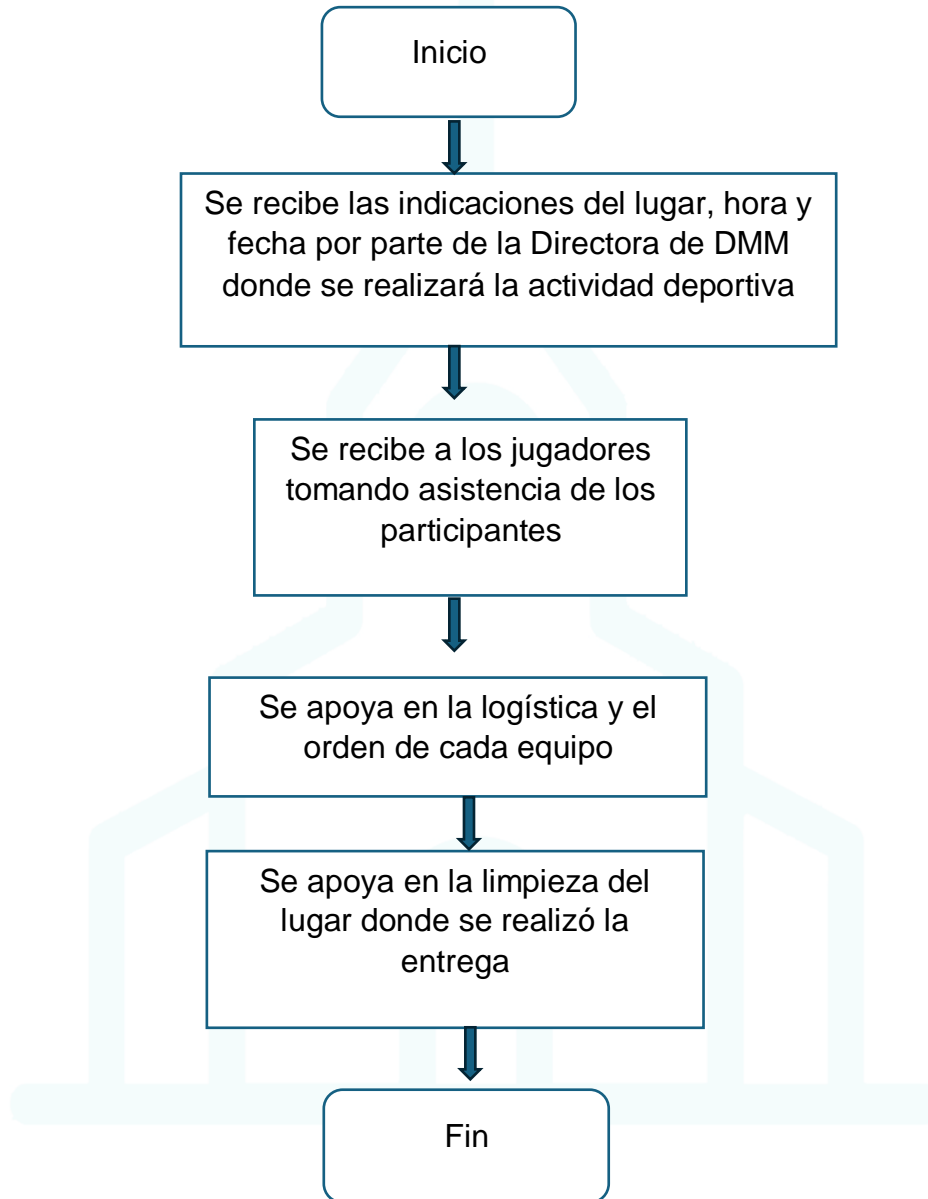 Inicio
Se recibe las indicaciones del lugar, hora y
fecha por parte de la Directora de DMM
donde se realizará la actividad deportiva
Se recibe a los jugadores
tomando asistencia de los
participantes
Se apoya en la logística y el
orden de cada equipo
Se apoya en la limpieza del
lugar donde se realizó la
entrega
Fin